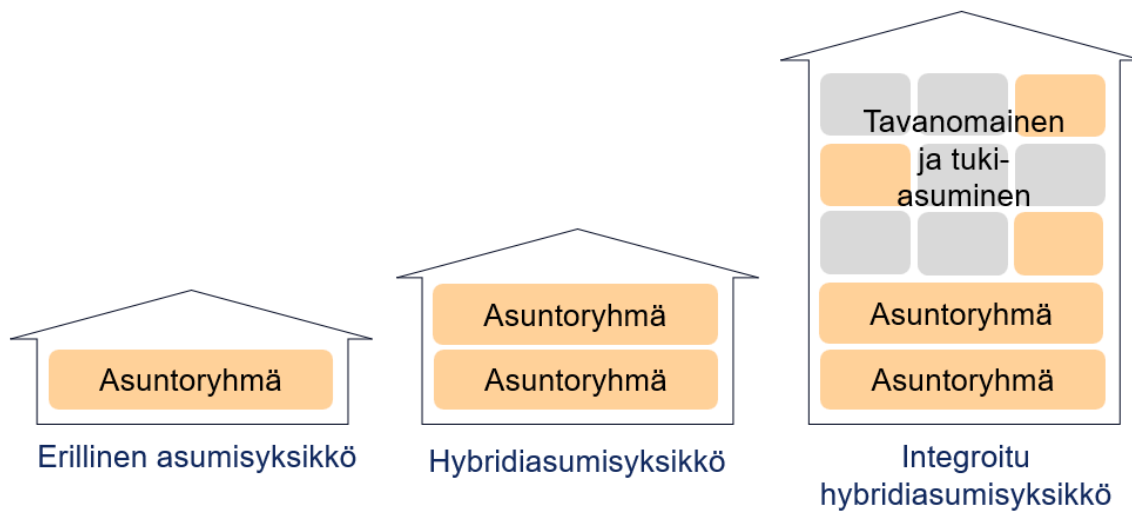 Asuntoryhmä
Erillinen asumisyksikkö
Asuntoryhmä
Asuntoryhmä
Hybridiasumisyksikkö
Tavanomainen
ja tuki-
asuminen
Asuntoryhmä
Asuntoryhmä
Integroitu
hybridiasumisyksikkö